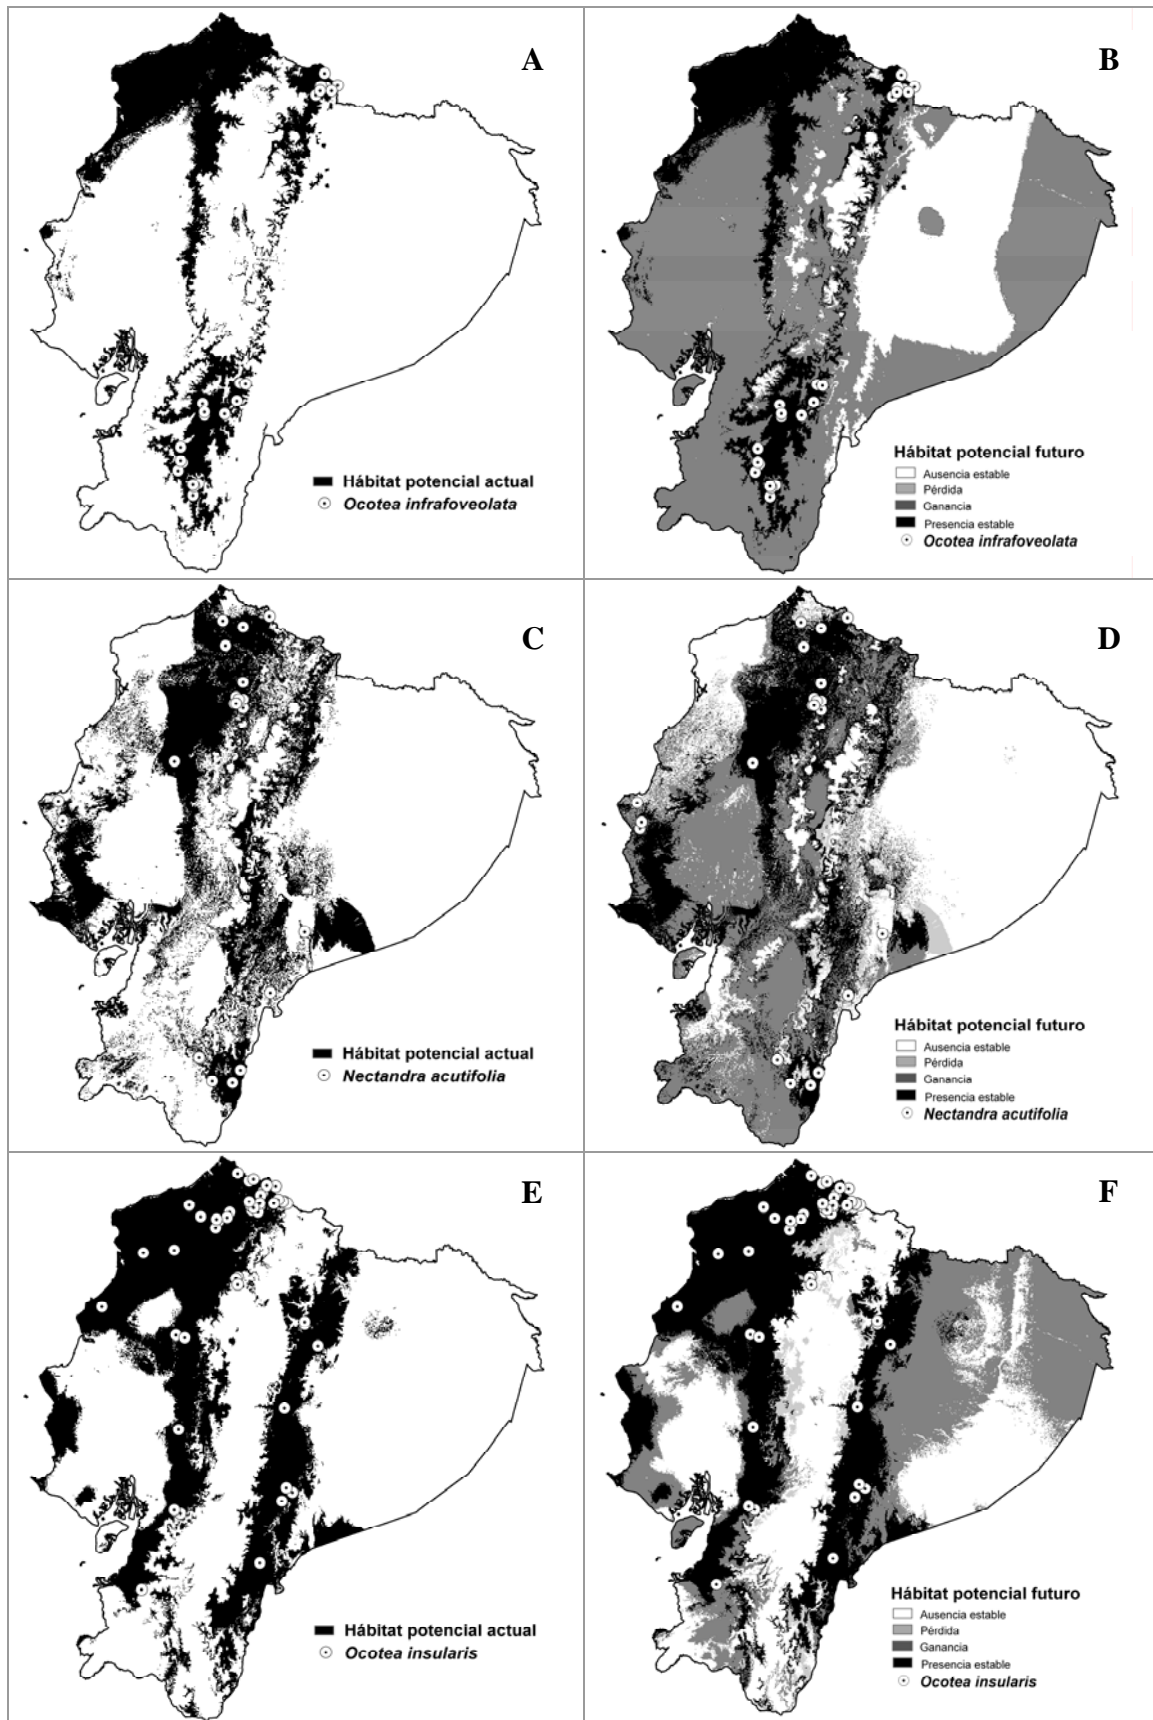 A
Hábitat potencial actual
Ocotea infrafoveolata
B
Hábitat potencial futuro
Ausencia estable
Pérdida
Ganancia
Presencia estable
Ocotea infrafoveolata
C
Hábitat potencial actual
Nectandra acutifolia
D
Hábitat potencial futuro
Ausencia estable
Pérdida
Ganancia
Presencia estable
Nectandra acutifolia
E
Hábitat potencial actual
Ocotea insularis
F
Hábitat potencial futuro
Ausencia estable
Pérdida
Ganancia
Presencia estable
Ocotea insularis